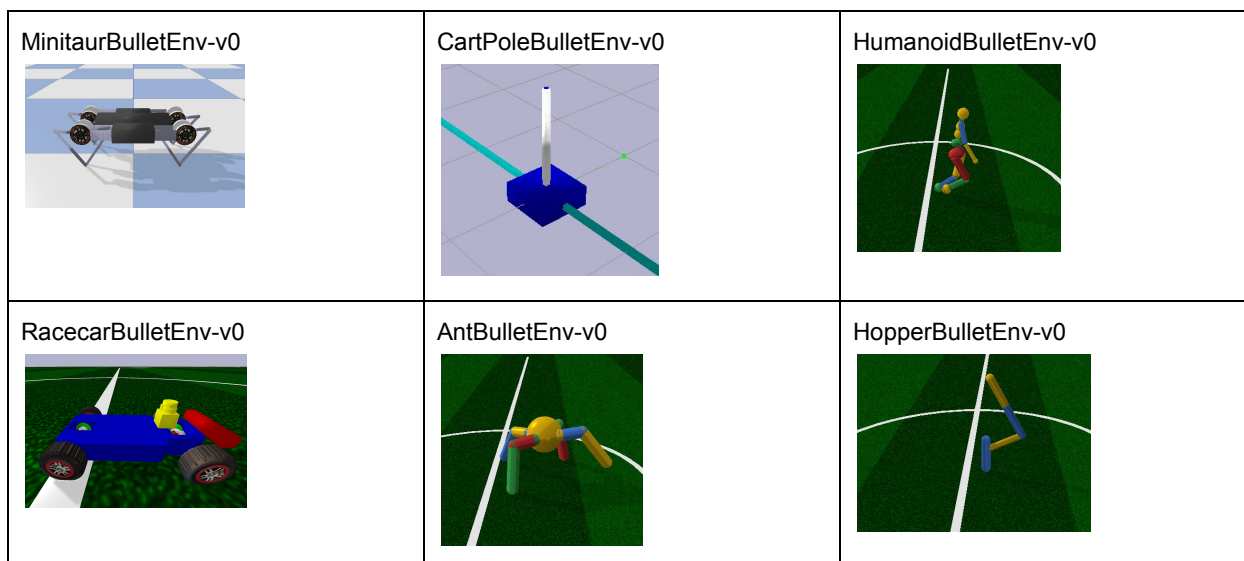 MinitaurBulletEnv-v0
CartPoleBulletEnv-v0
HumanoidBulletEnv-v0
RacecarBulletEnv-v0
AntBulletEnv-v0
HopperBulletEnv-v0